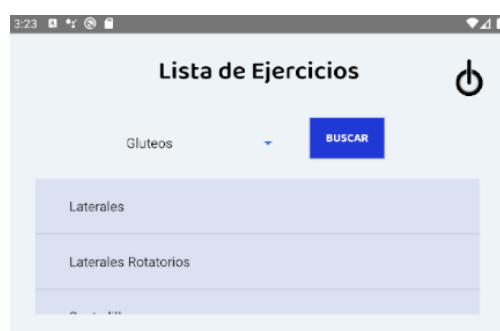 3:23
Lista de Ejercicios
Gluteos
BUSCAR
Laterales
Laterales Rotatorios